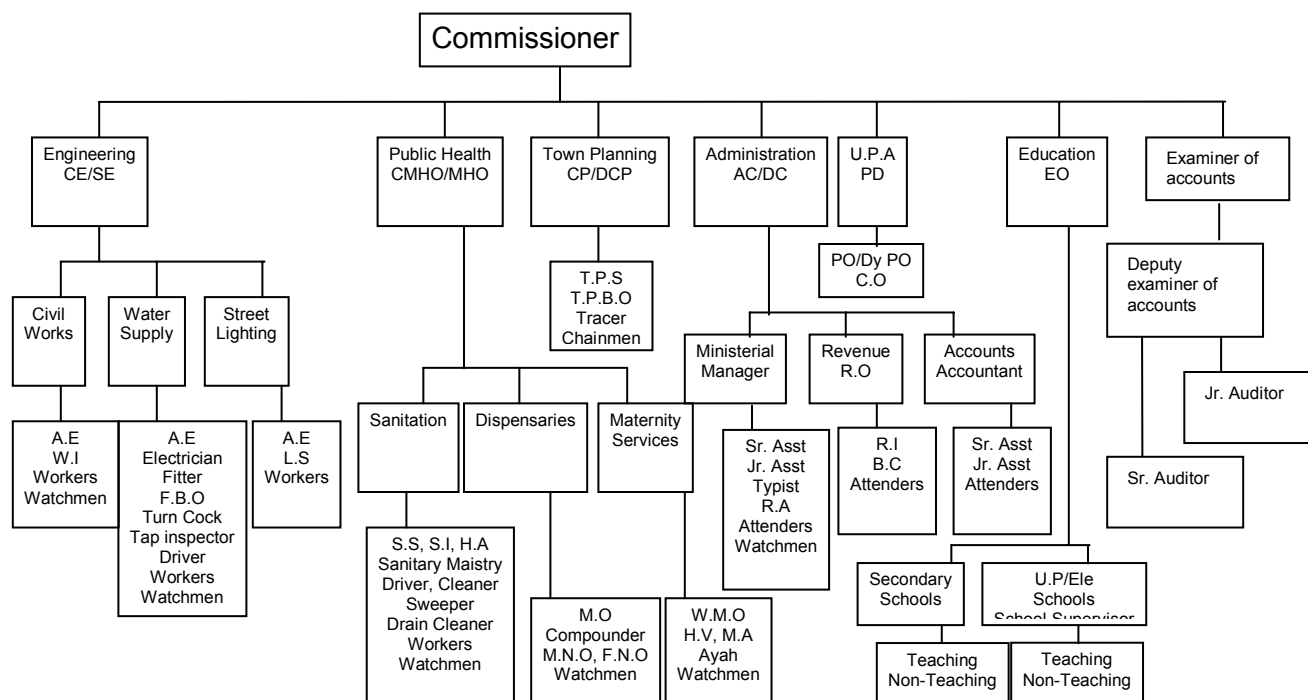 Commissioner
Engineering
CE/SE
Public Health
CMHO/MHO
Town Planning
CP/DCP
Administration
AC/DC
U.P.A
PD
Education
EO
Examiner of
accounts
Civil
Works
Water
Supply
Street
Lighting
T.P.S
T.P.B.O
Tracer
Chainmen
PO/Dy PO
C.O
Deputy
examiner of
accounts
Ministerial
Manager
Revenue
R.O
Accounts
Accountant
Jr. Auditor
Sr. Auditor
Sanitation
Dispensaries
Maternity
Services
A.E
W.I
Workers
Watchmen
A.E
Electrician
Fitter
F.B.O
Turn Cock
Tap inspector
Driver
Workers
Watchmen
A.E
L.S
Workers
Sr. Asst
Jr. Asst
Typist
R.A
Attenders
Watchmen
R.I
B.C
Attenders
Sr. Asst
Jr. Asst
Attenders
S.S, S.I, H.A
Sanitary Maistry
Driver, Cleaner
Sweeper
Drain Cleaner
Workers
Watchmen
M.O
Compounder
M.N.O, F.N.O
Watchmen
W.M.O
H.V, M.A
Ayah
Watchmen
Secondary
Schools
U.P/Ele
Schools
School Supervisor
Teaching
Non-Teaching
Teaching
Non-Teaching